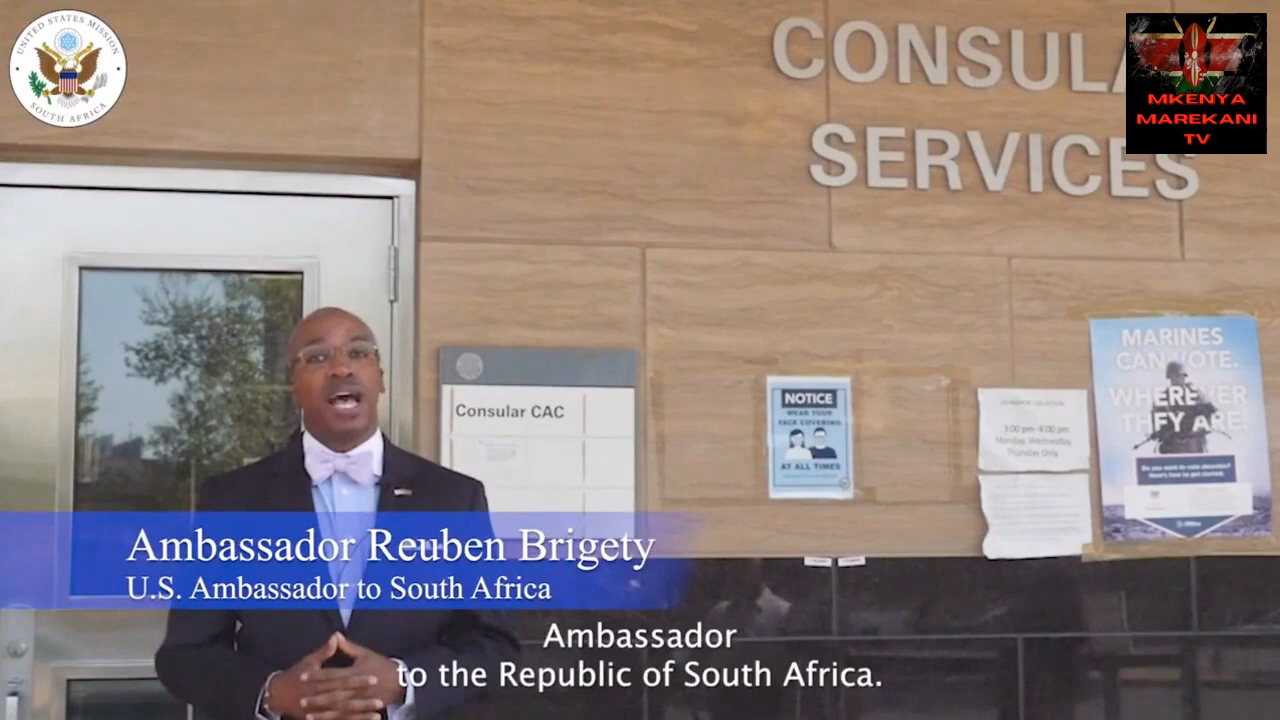 UNITED STATES MISSION
SOUTH AFRICA
CONSULA
SERVICES
MKENYA
MAREKANI
TV
Consular CAC
NOTICE
WEAR YOUR
FACE COVERING
AT ALL TIMES
3:00 pm-4:00 pm
Monday, Wednesday,
Thursday Only
MARINES
CAN VOTE.
WHEREVER
THEY ARE.
Ambassador Reuben Brigety
U.S. Ambassador to South Africa
Ambassador
to the Republic of South Africa.